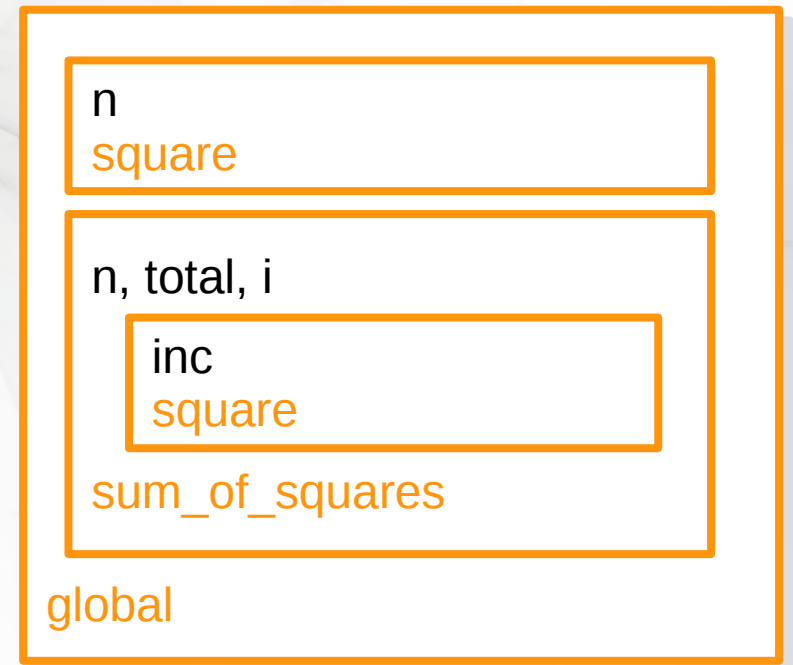 n
square
n, total, i
inc
square
sum_of_squares
global